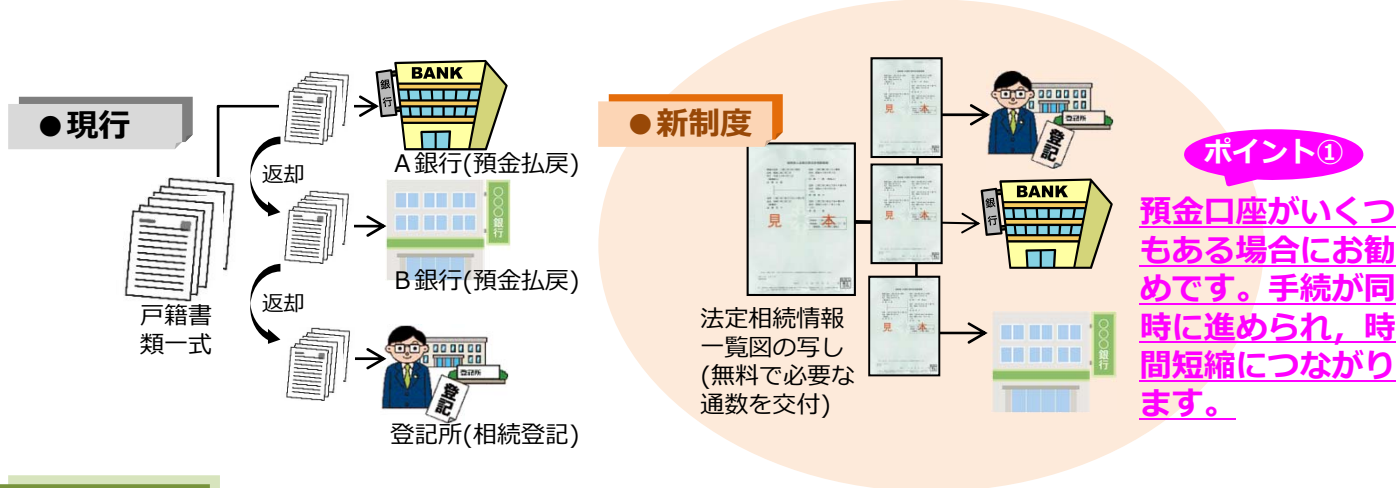 ●現行
BANK
銀行
A銀行(預金払戻)
返却
〇〇〇銀行
B銀行(預金払戻)
返却
戸籍書
類一式
登記所
登記
登記所(相続登記)
●新制度
見本
法定相続情報
一覧図の写し
(無料で必要な
通数を交付)
見本
登記所
登記
見本
BANK
銀行
見本
〇〇〇銀行
ポイント①
預金口座がいくつ
もある場合にお勧
めです。手続が同
時に進められ，時
間短縮につながり
ます。